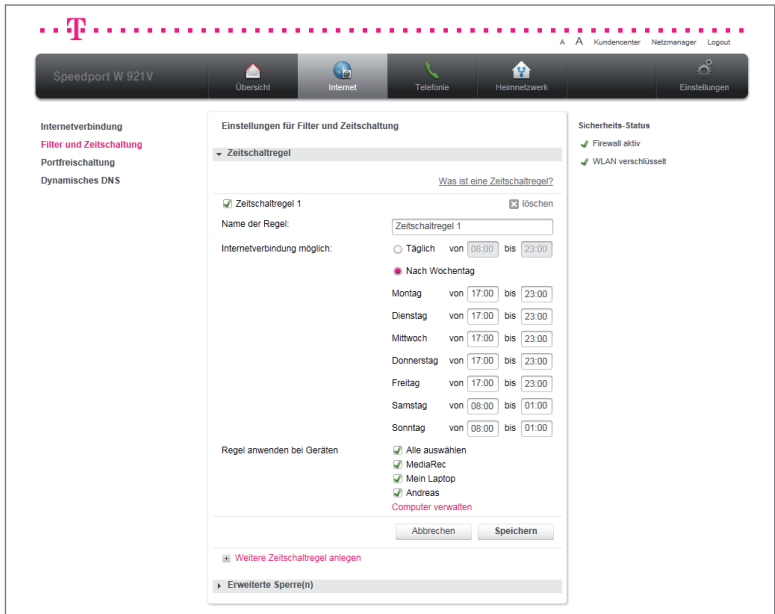 T
A A Kundencenter Netzmanager Logout
Speedport W 921V
Übersicht Internet Telefonie Heimnetzwerk Einstellungen
Internetverbindung
Filter und Zeitschaltung
Portfreischaltung
Dynamisches DNS
Einstellungen für Filter und Zeitschaltung
Zeitschaltregel
Was ist eine Zeitschaltregel?
Zeitschaltregel 1 löschen
Name der Regel: Zeitschaltregel 1
Internetverbindung möglich: Täglich von 08:00 bis 23:00
Nach Wochentag
Montag von 17:00 bis 23:00
Dienstag von 17:00 bis 23:00
Mittwoch von 17:00 bis 23:00
Donnerstag von 17:00 bis 23:00
Freitag von 17:00 bis 23:00
Samstag von 08:00 bis 01:00
Sonntag von 08:00 bis 01:00
Regel anwenden bei Geräten Alle auswählen
MediaRec
Mein Laptop
Andreas
Computer verwalten
Abbrechen Speichern
Weitere Zeitschaltregel anlegen
Erweiterte Sperre(n)
Sicherheits-Status
Firewall aktiv
WLAN verschlüsselt